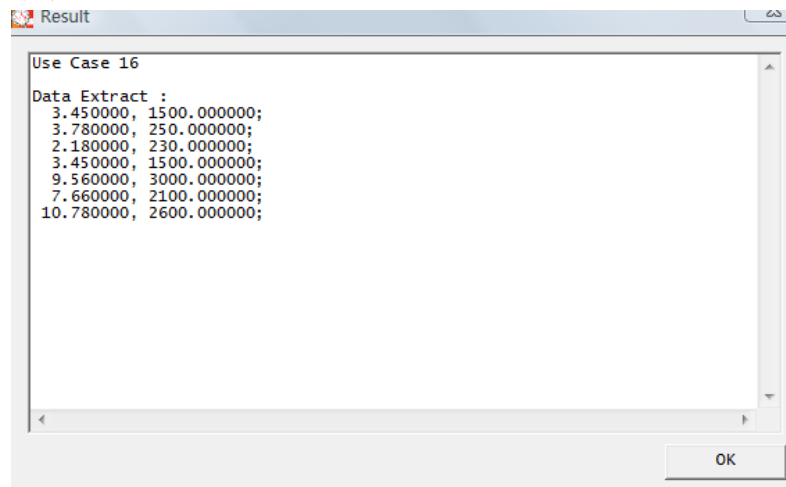 Result
Use Case 16
Data Extract :
3.450000, 1500.000000;
3.780000, 250.000000;
2.180000, 230.000000;
3.450000, 1500.000000;
9.560000, 3000.000000;
7.660000, 2100.000000;
10.780000, 2600.000000;
OK